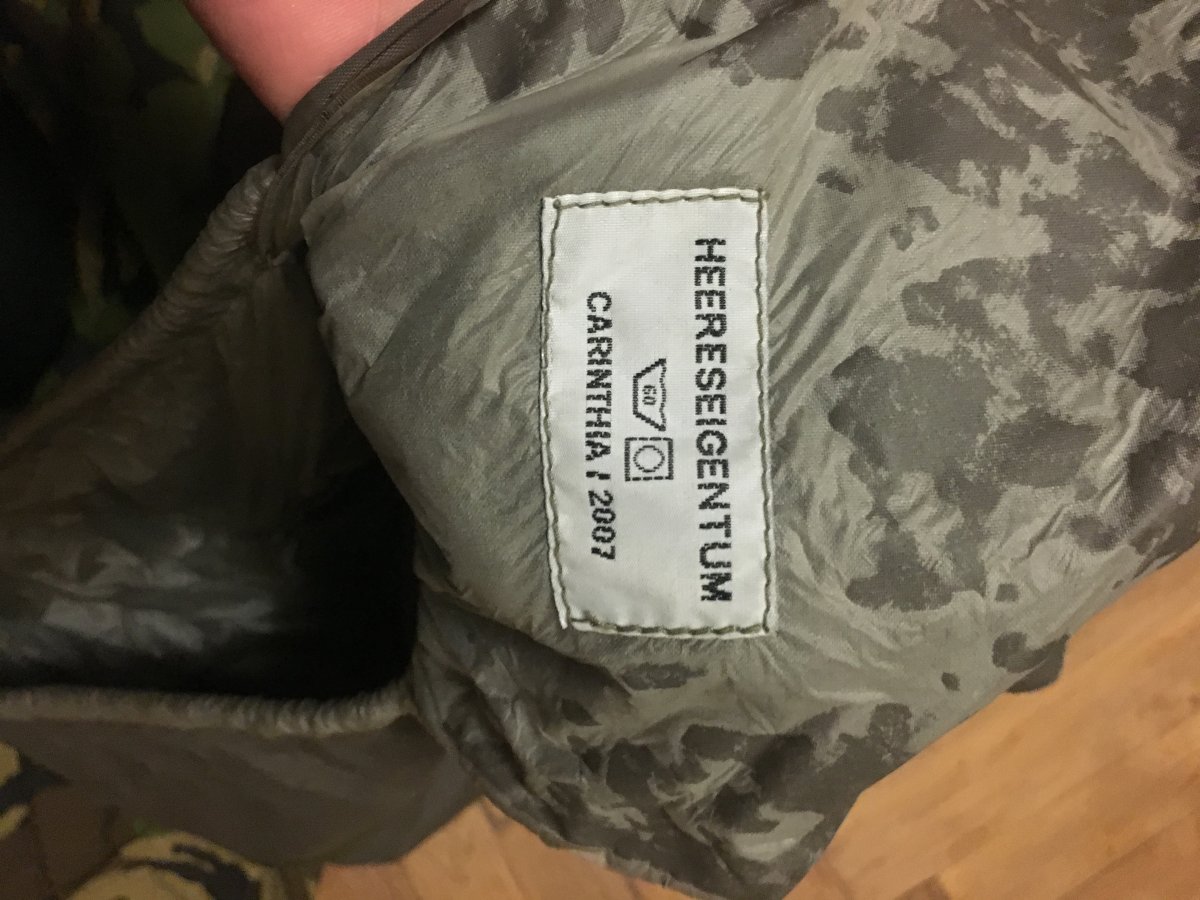 HEERESEIGENTUM
60
CARINTHIA / 2007